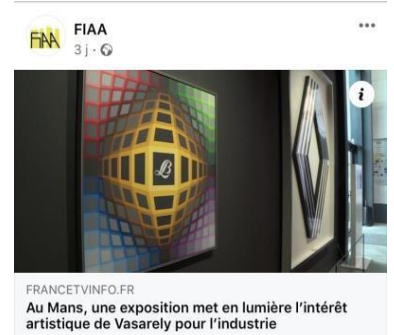 FIAA
FIAA
3 j
FRANCETVINFO.FR
Au Mans, une exposition met en lumière l'intérêt
artistique de Vasarely pour l'industrie